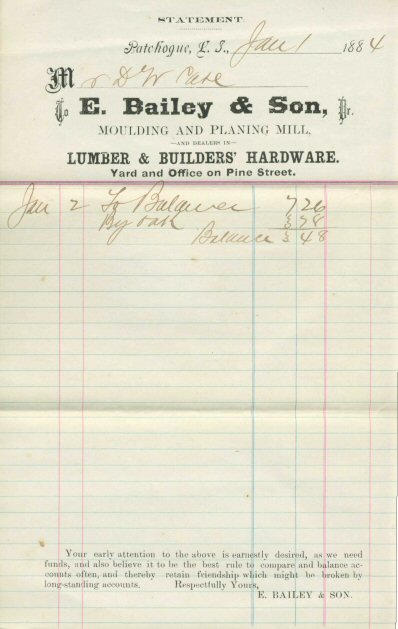 STATEMENT
Patchogue, L. I., Jan 1 1884
Mr D W Case
To E. Bailey & Son, Dr.
MOULDING AND PLANING MILL,
—AND DEALERS IN—
LUMBER & BUILDERS' HARDWARE.
Yard and Office on Pine Street.
Jan 2 To Balance 7 26
By Cash 3 78
Balance 3 48
Your early attention to the above is earnestly desired, as we need
funds, and also believe it to be the best rule to compare and balance ac-
counts often, and thereby retain friendship which might be broken by
long-standing accounts. Respectfully Yours,
E. BAILEY & SON.